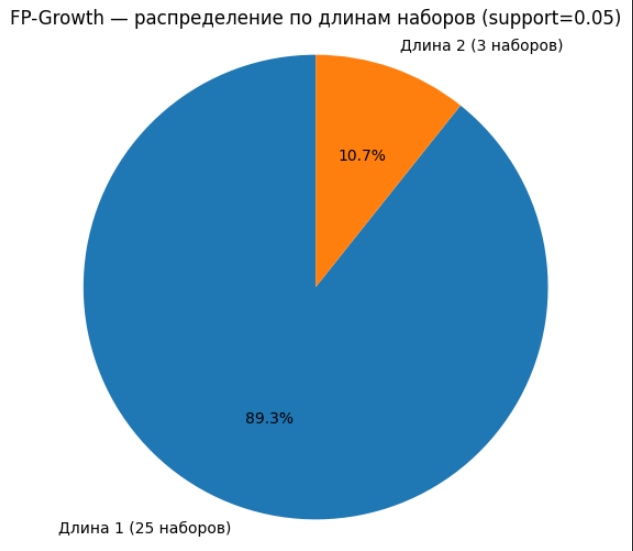 FP-Growth — распределение по длинам наборов (support=0.05)
Длина 2 (3 наборов)
10.7%
89.3%
Длина 1 (25 наборов)